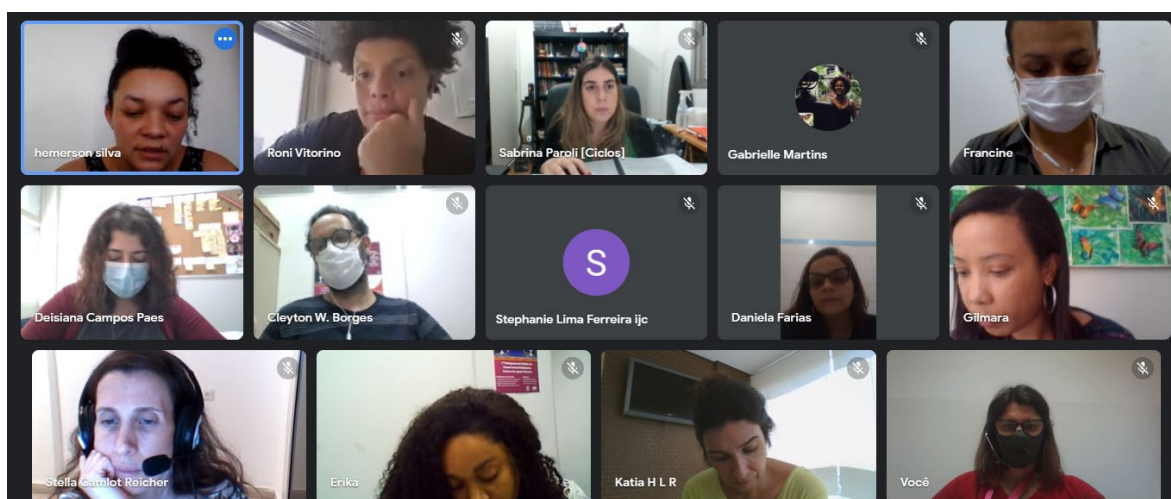 hemerson silva
Roni Vitorino
Sabrina Paroli [Ciclos]
Gabrielle Martins
Francine
Deisiana Campos Paes
Cleyton W. Borges
S
Stephanie Lima Ferreira ijc
Daniela Farias
Gilmara
Stella Camlot Reicher
Erika
Katia H L R
Você